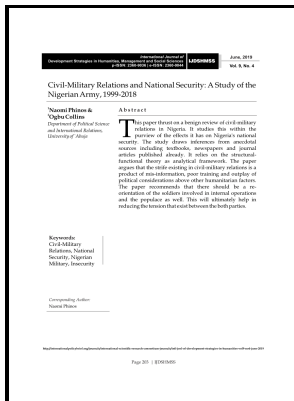 International Journal of
Development Strategies in Humanities, Management and Social Sciences
p-ISSN: 2360-9036 | e-ISSN: 2360-9044
IJDSHMSS
June, 2019
Vol. 9, No. 4
Civil-Military Relations and National Security: A Study of the
Nigerian Army, 1999-2018
¹Naomi Phinos &
²Ogbu Collins
Department of Political Science
and International Relations,
University of Abuja
Abstract
This paper thrust on a benign review of civil-military
relations in Nigeria. It studies this within the
purview of the effects it has on Nigeria's national
security. The study draws inferences from anecdotal
sources including textbooks, newspapers and journal
articles published already. It relies on the structural-
functional theory as analytical framework. The paper
argues that the strife existing in civil-military relations is the
product of mis-information, poor training and outplay of
political considerations above other humanitarian factors.
The paper recommends that there should be a re-
orientation of the soldiers involved in internal operations
and the populace as well. This will ultimately help in
reducing the tension that exist between the both parties.
Keywords:
Civil-Military
Relations, National
Security, Nigerian
Military, Insecurity
Corresponding Author:
Naomi Phinos
Page 203 | IJDSHMSS